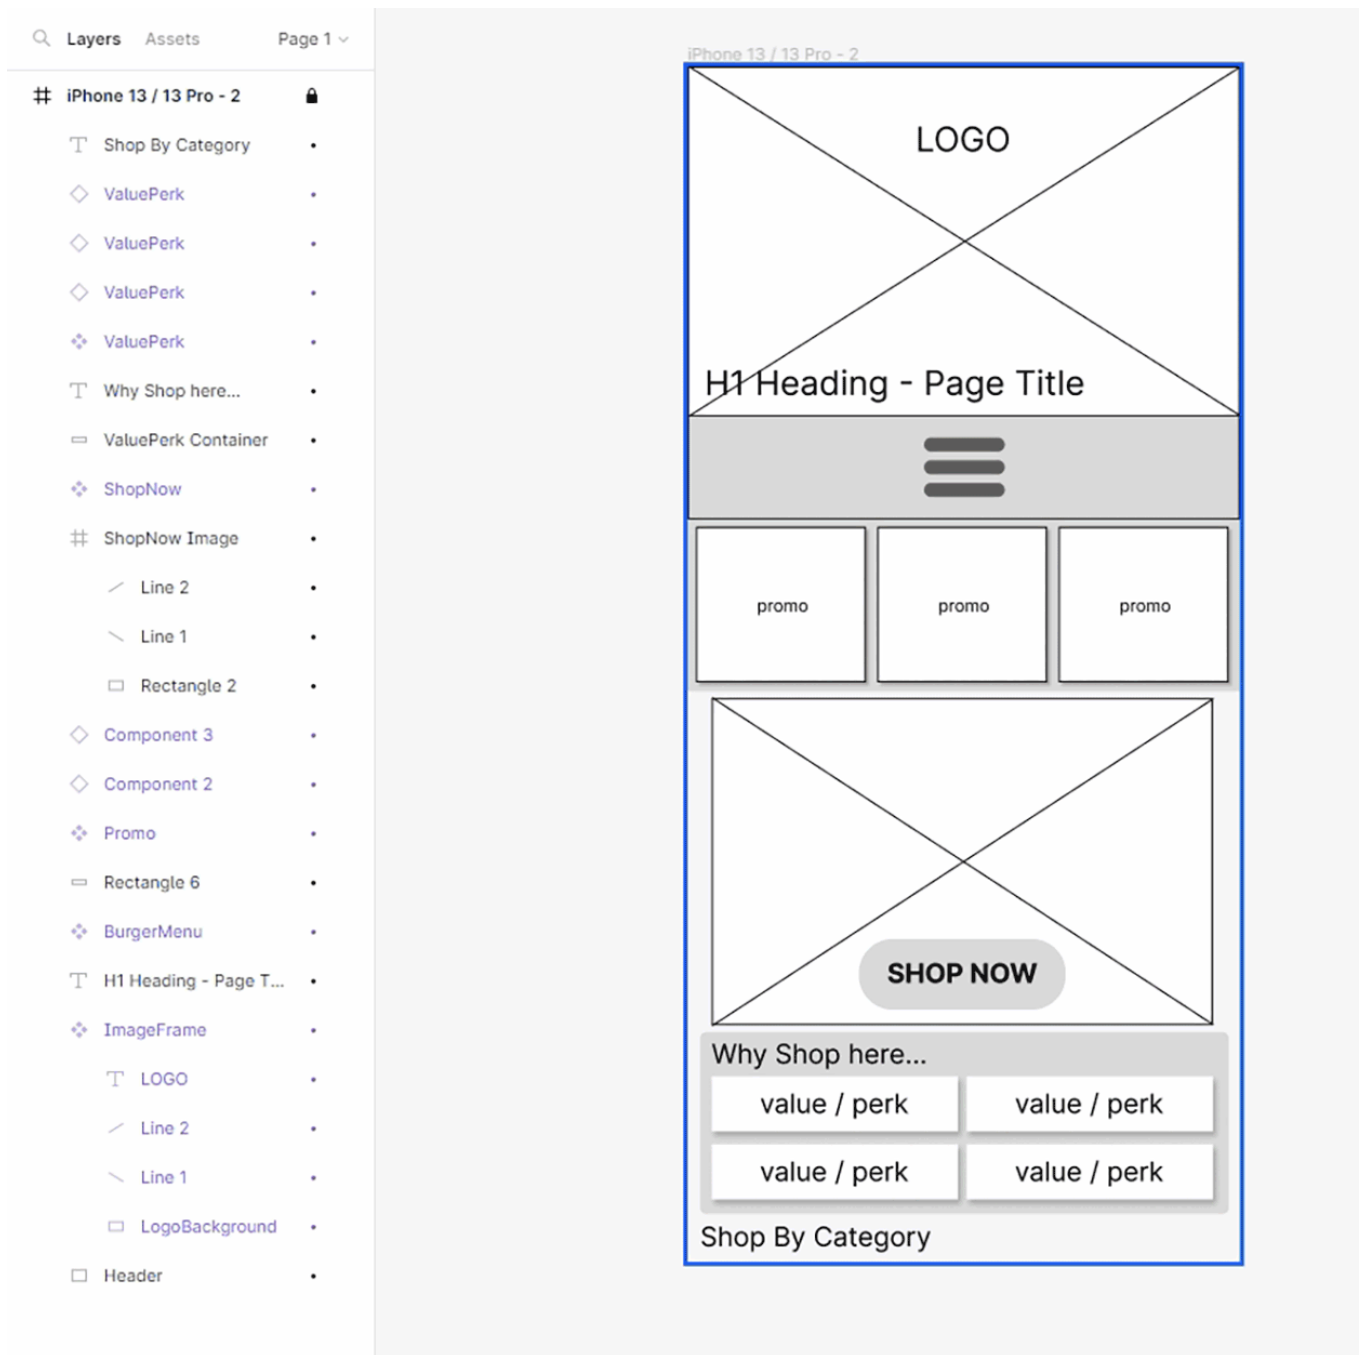 Layers Assets Page 1
iPhone 13 / 13 Pro - 2
Shop By Category
ValuePerk
ValuePerk
ValuePerk
ValuePerk
Why Shop here...
ValuePerk Container
ShopNow
ShopNow Image
Line 2
Line 1
Rectangle 2
Component 3
Component 2
Promo
Rectangle 6
BurgerMenu
H1 Heading - Page T...
ImageFrame
LOGO
Line 2
Line 1
LogoBackground
Header
iPhone 13 / 13 Pro - 2
LOGO
H1 Heading - Page Title
promo promo promo
SHOP NOW
Why Shop here...
value / perk value / perk
value / perk value / perk
Shop By Category